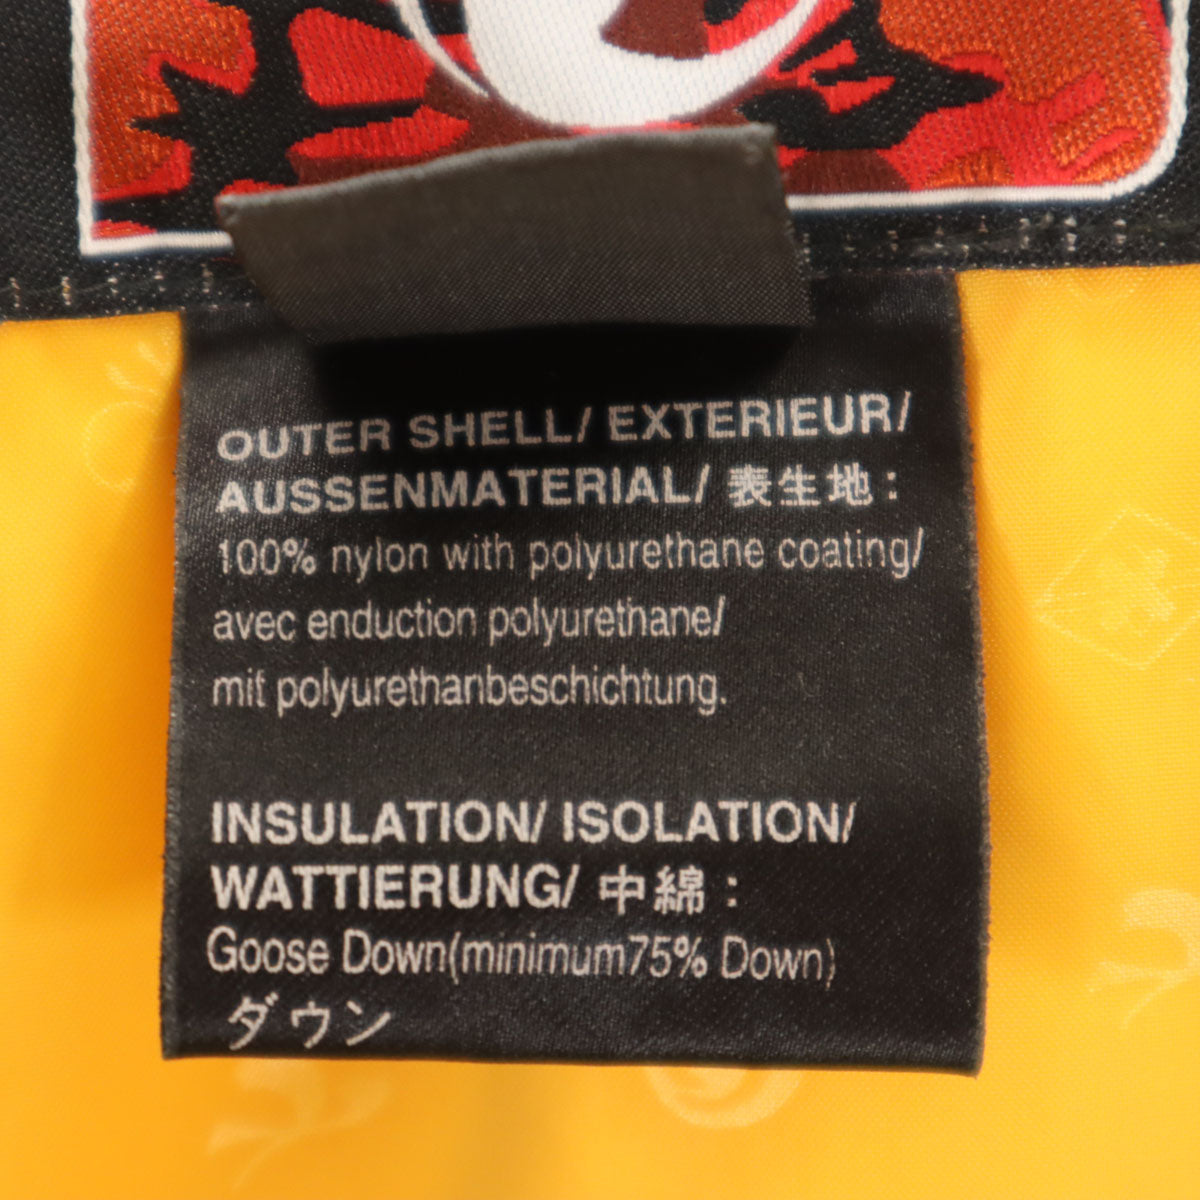 OUTER SHELL/ EXTERIEUR/
AUSSENMATERIAL/ 表生地 :
100% nylon with polyurethane coating/
avec enduction polyurethane/
mit polyurethanbeschichtung.
INSULATION/ ISOLATION/
WATTIERUNG/ 中綿 :
Goose Down(minimum75% Down)
ダウン